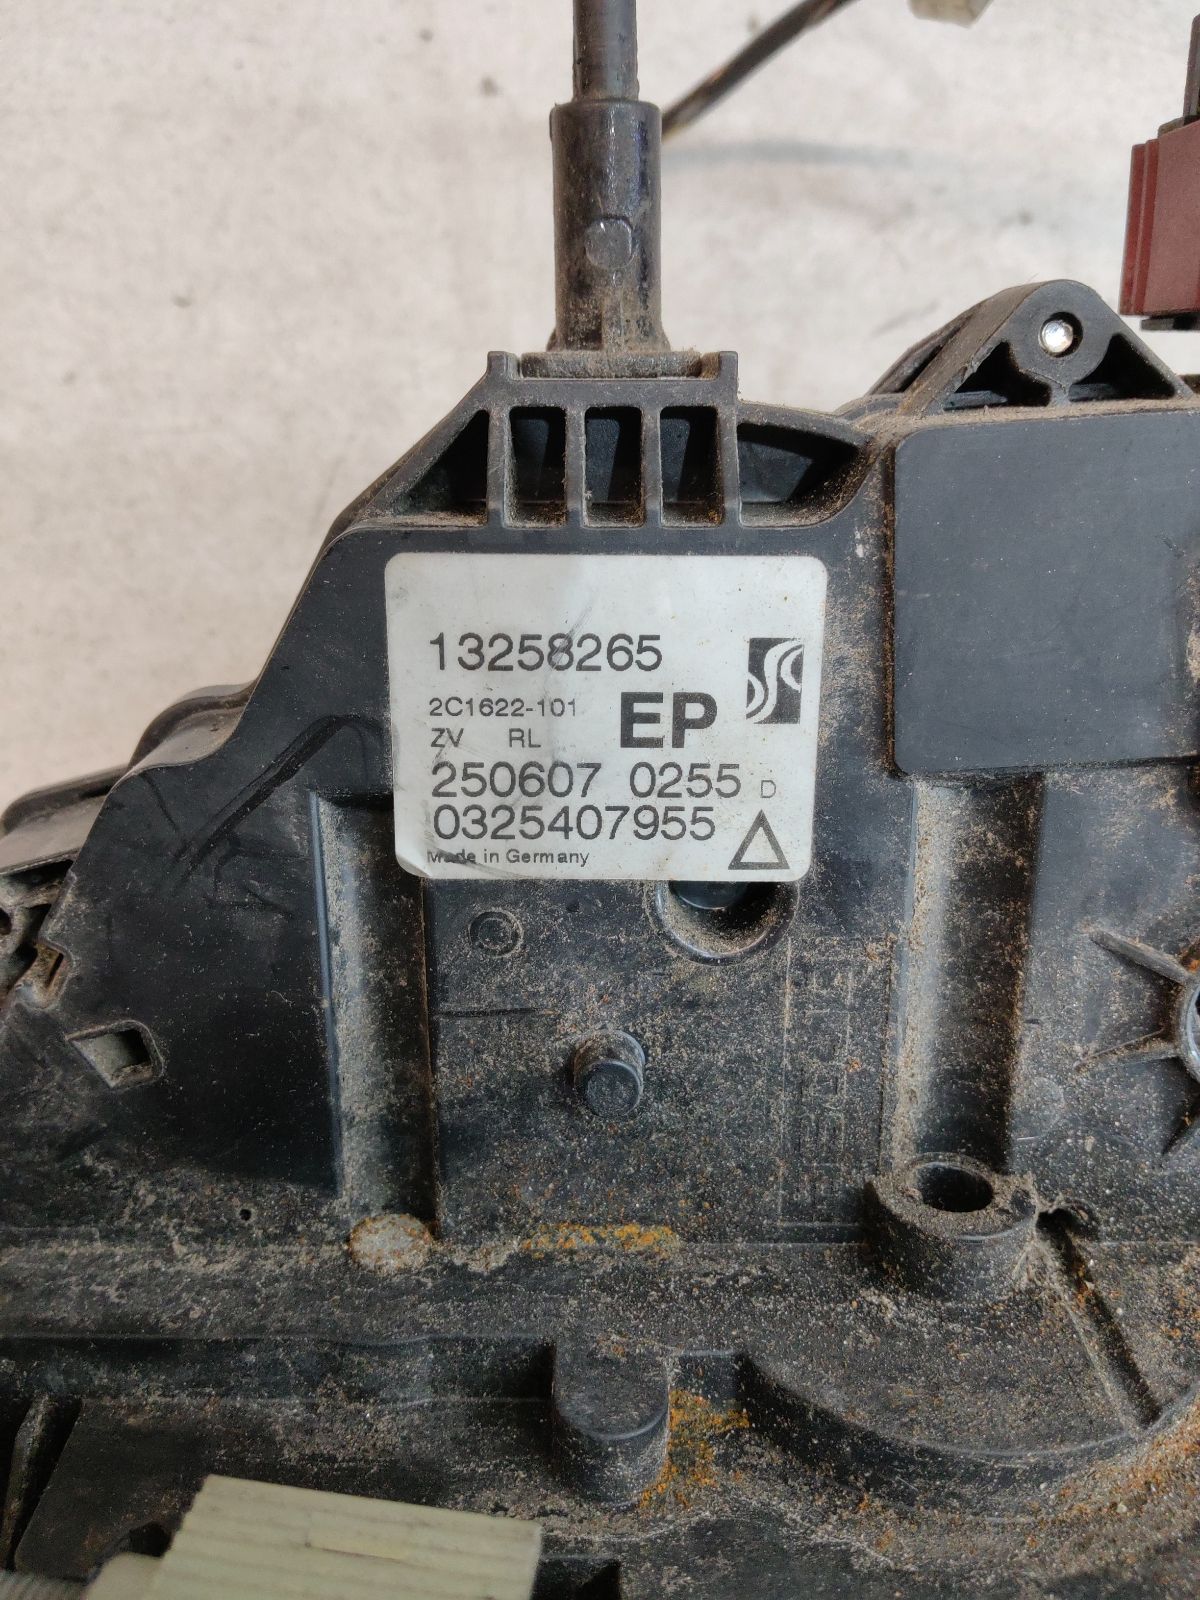 13258265
2C1622-101 EP
ZV RL
250607 0255 D
0325407955
Made in Germany